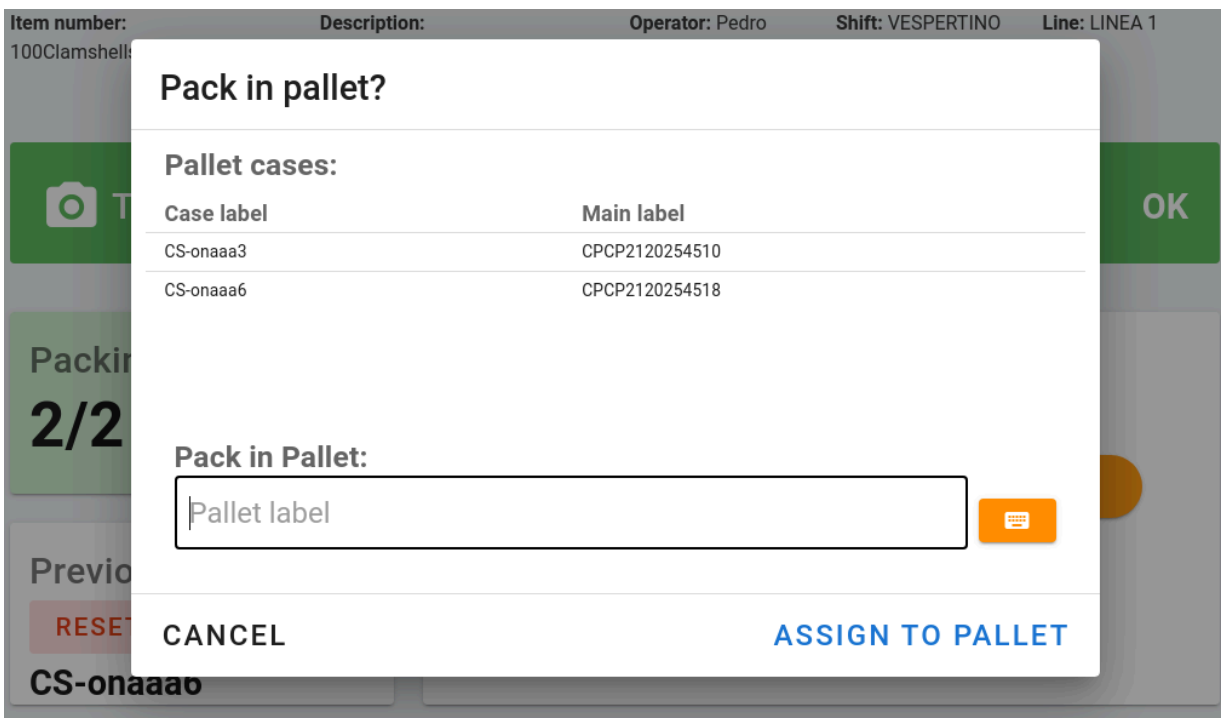 Item number: Description: Operator: Pedro Shift: VESPERTINO Line: LINEA 1
100Clamshells
Pack in pallet?
Pallet cases:
Case label Main label
CS-onaaa3 CPCP2120254510
CS-onaaa6 CPCP2120254518
OK
2/2
Pack in Pallet:
Pallet label
CANCEL ASSIGN TO PALLET
CS-onaaa6